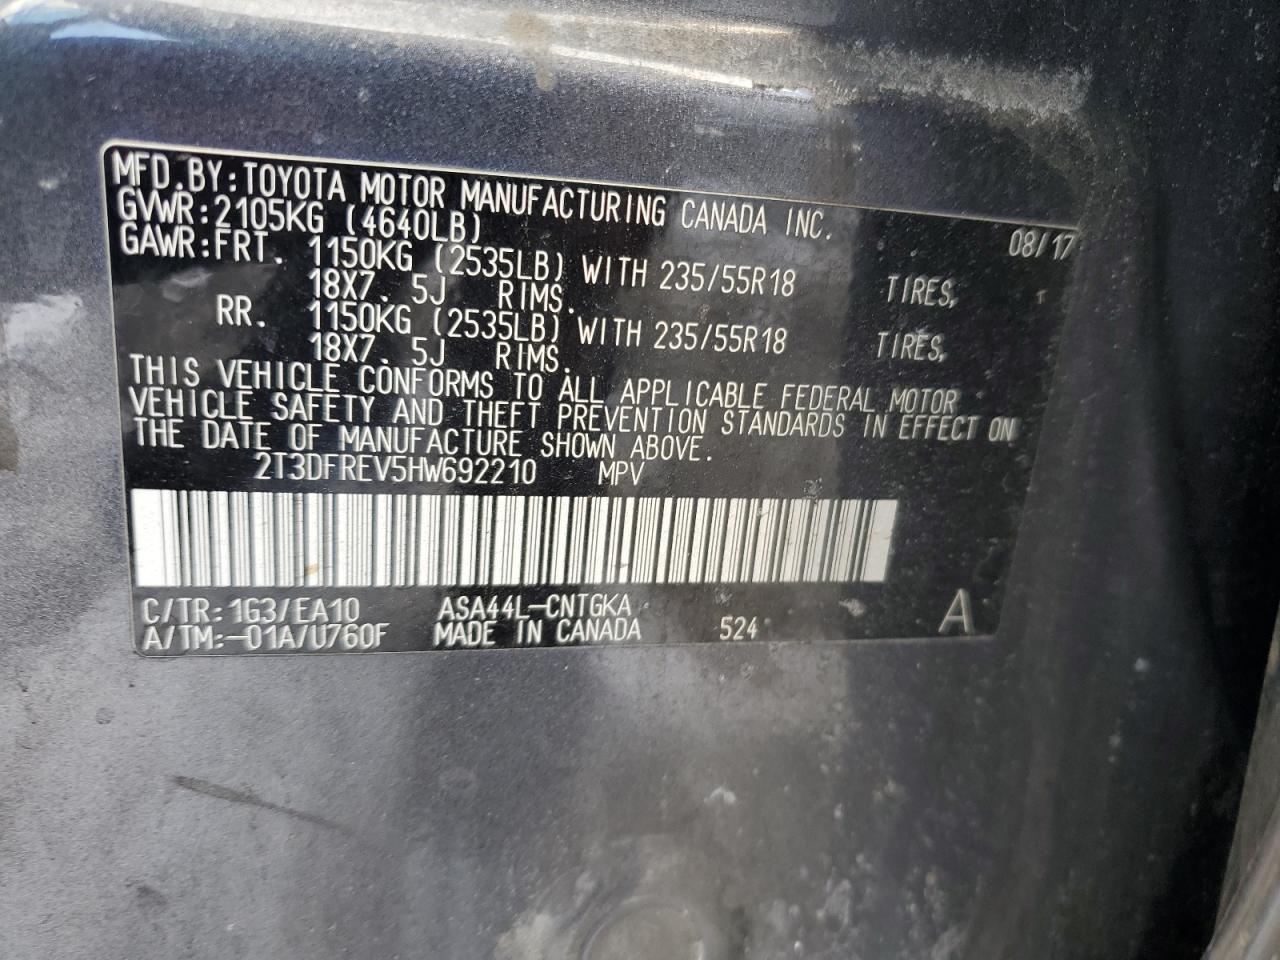 MFD.BY:TOYOTA MOTOR MANUFACTURING CANADA INC.
GVWR:2105KG (4640LB) 08/17
GAWR:FRT. 1150KG (2535LB) WITH 235/55R18 TIRES,
18X7. 5J RIMS.
RR. 1150KG (2535LB) WITH 235/55R18 TIRES,
18X7. 5J RIMS.
THIS VEHICLE CONFORMS TO ALL APPLICABLE FEDERAL MOTOR
VEHICLE SAFETY AND THEFT PREVENTION STANDARDS IN EFFECT ON
THE DATE OF MANUFACTURE SHOWN ABOVE.
2T3DFREV5HW692210 MPV
C/TR:1G3/EA10 ASA44L-CNTGKA
A/TM:-01A/U760F MADE IN CANADA 524 A